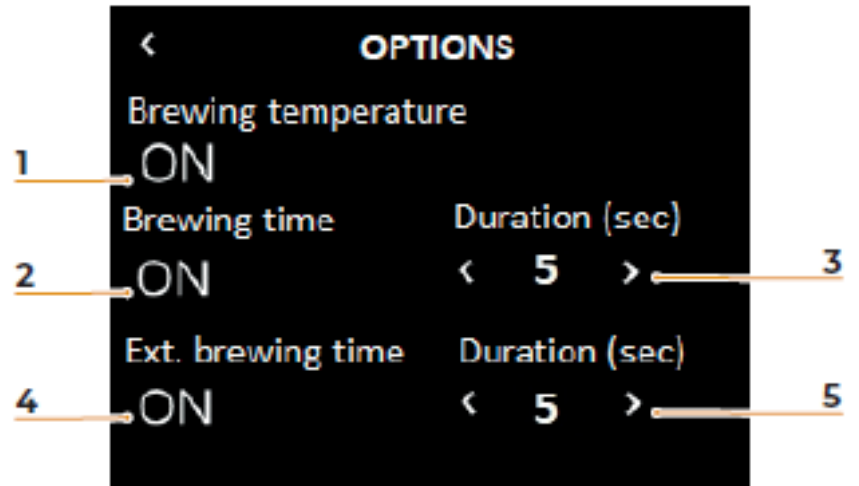 ‹ OPTIONS
Brewing temperature
1 ON
Brewing time Duration (sec)
2 ON ‹ 5 › 3
Ext. brewing time Duration (sec)
4 ON ‹ 5 › 5